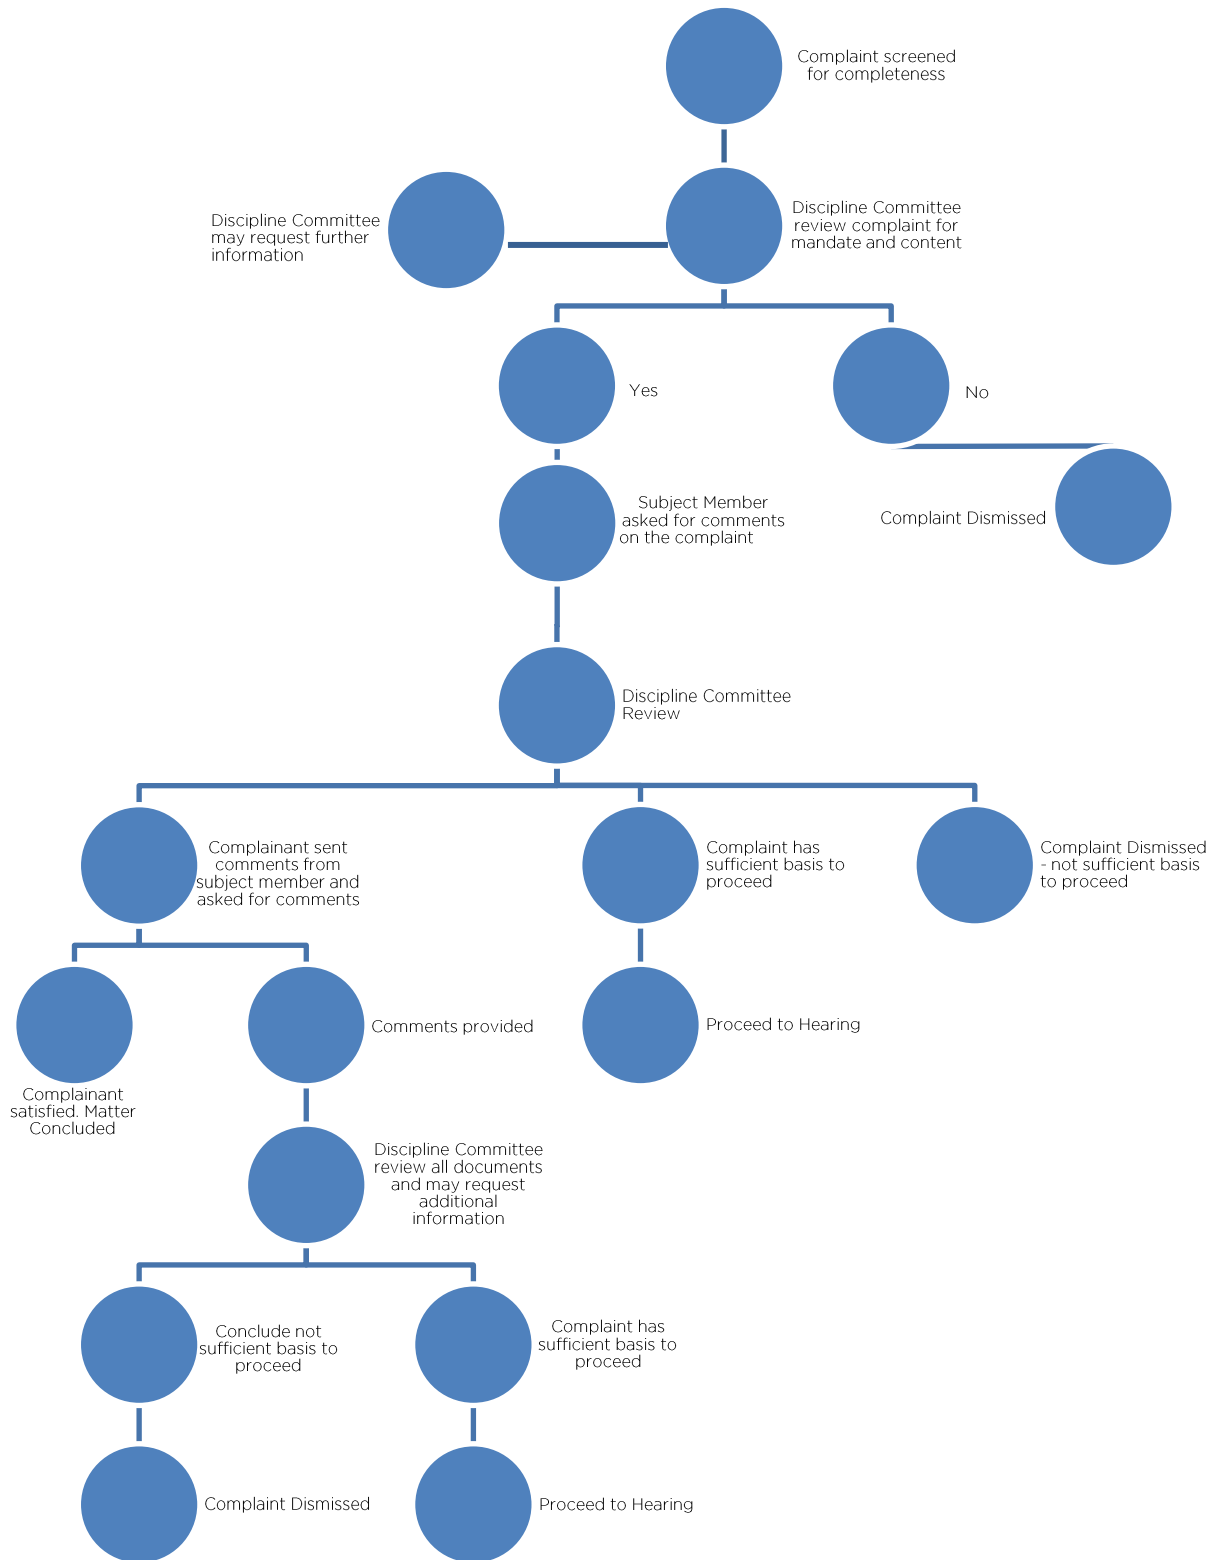 Complaint screened
for completeness
Discipline Committee
may request further
information
Discipline Committee
review complaint for
mandate and content
Yes
No
Subject Member
asked for comments
on the complaint
Complaint Dismissed
Discipline Committee
Review
Complainant sent
comments from
subject member and
asked for comments
Complaint has
sufficient basis to
proceed
Complaint Dismissed
- not sufficient basis
to proceed
Complainant
satisfied. Matter
Concluded
Comments provided
Proceed to Hearing
Discipline Committee
review all documents
and may request
additional
information
Conclude not
sufficient basis to
proceed
Complaint has
sufficient basis to
proceed
Complaint Dismissed
Proceed to Hearing